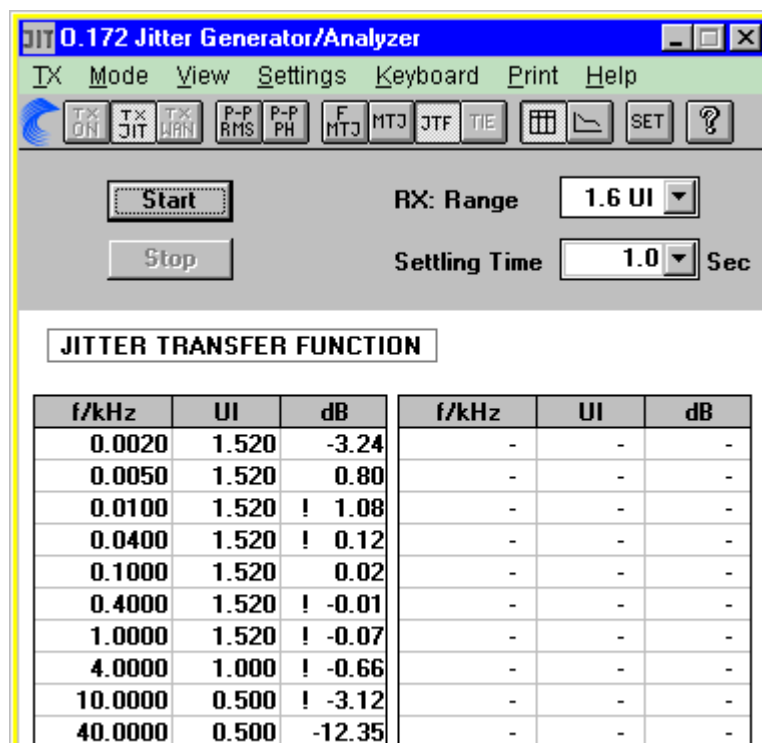 JIT O.172 Jitter Generator/Analyzer
TX Mode View Settings Keyboard Print Help
TX ON TX JIT TX WAN P-P RMS P-P PH F MTJ MTJ JTF TIE SET ?
Start RX: Range 1.6 UI
Stop Settling Time 1.0 Sec
JITTER TRANSFER FUNCTION
f/kHz UI dB f/kHz UI dB
0.0020 1.520 -3.24 - - -
0.0050 1.520 0.80 - - -
0.0100 1.520 ! 1.08 - - -
0.0400 1.520 ! 0.12 - - -
0.1000 1.520 0.02 - - -
0.4000 1.520 ! -0.01 - - -
1.0000 1.520 ! -0.07 - - -
4.0000 1.000 ! -0.66 - - -
10.0000 0.500 ! -3.12 - - -
40.0000 0.500 -12.35 - - -